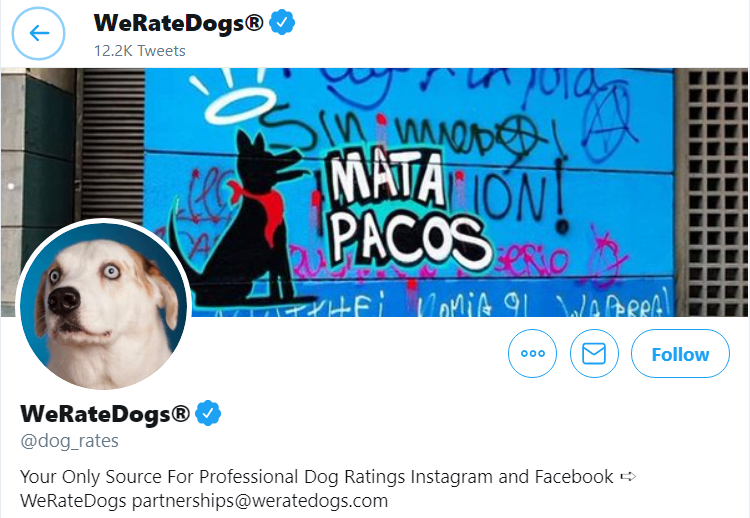 WeRateDogs®
12.2K Tweets
Sin miedo!
MATA
ION!
PACOS
serio
Follow
WeRateDogs®
@dog_rates
Your Only Source For Professional Dog Ratings Instagram and Facebook ➪
WeRateDogs partnerships@weratedogs.com